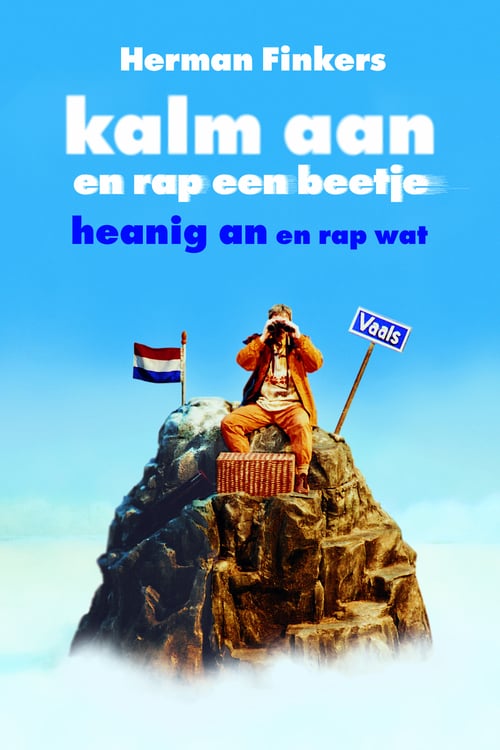 Herman Finkers
kalm aan
en rap een beetje
heanig an en rap wat
Vaals